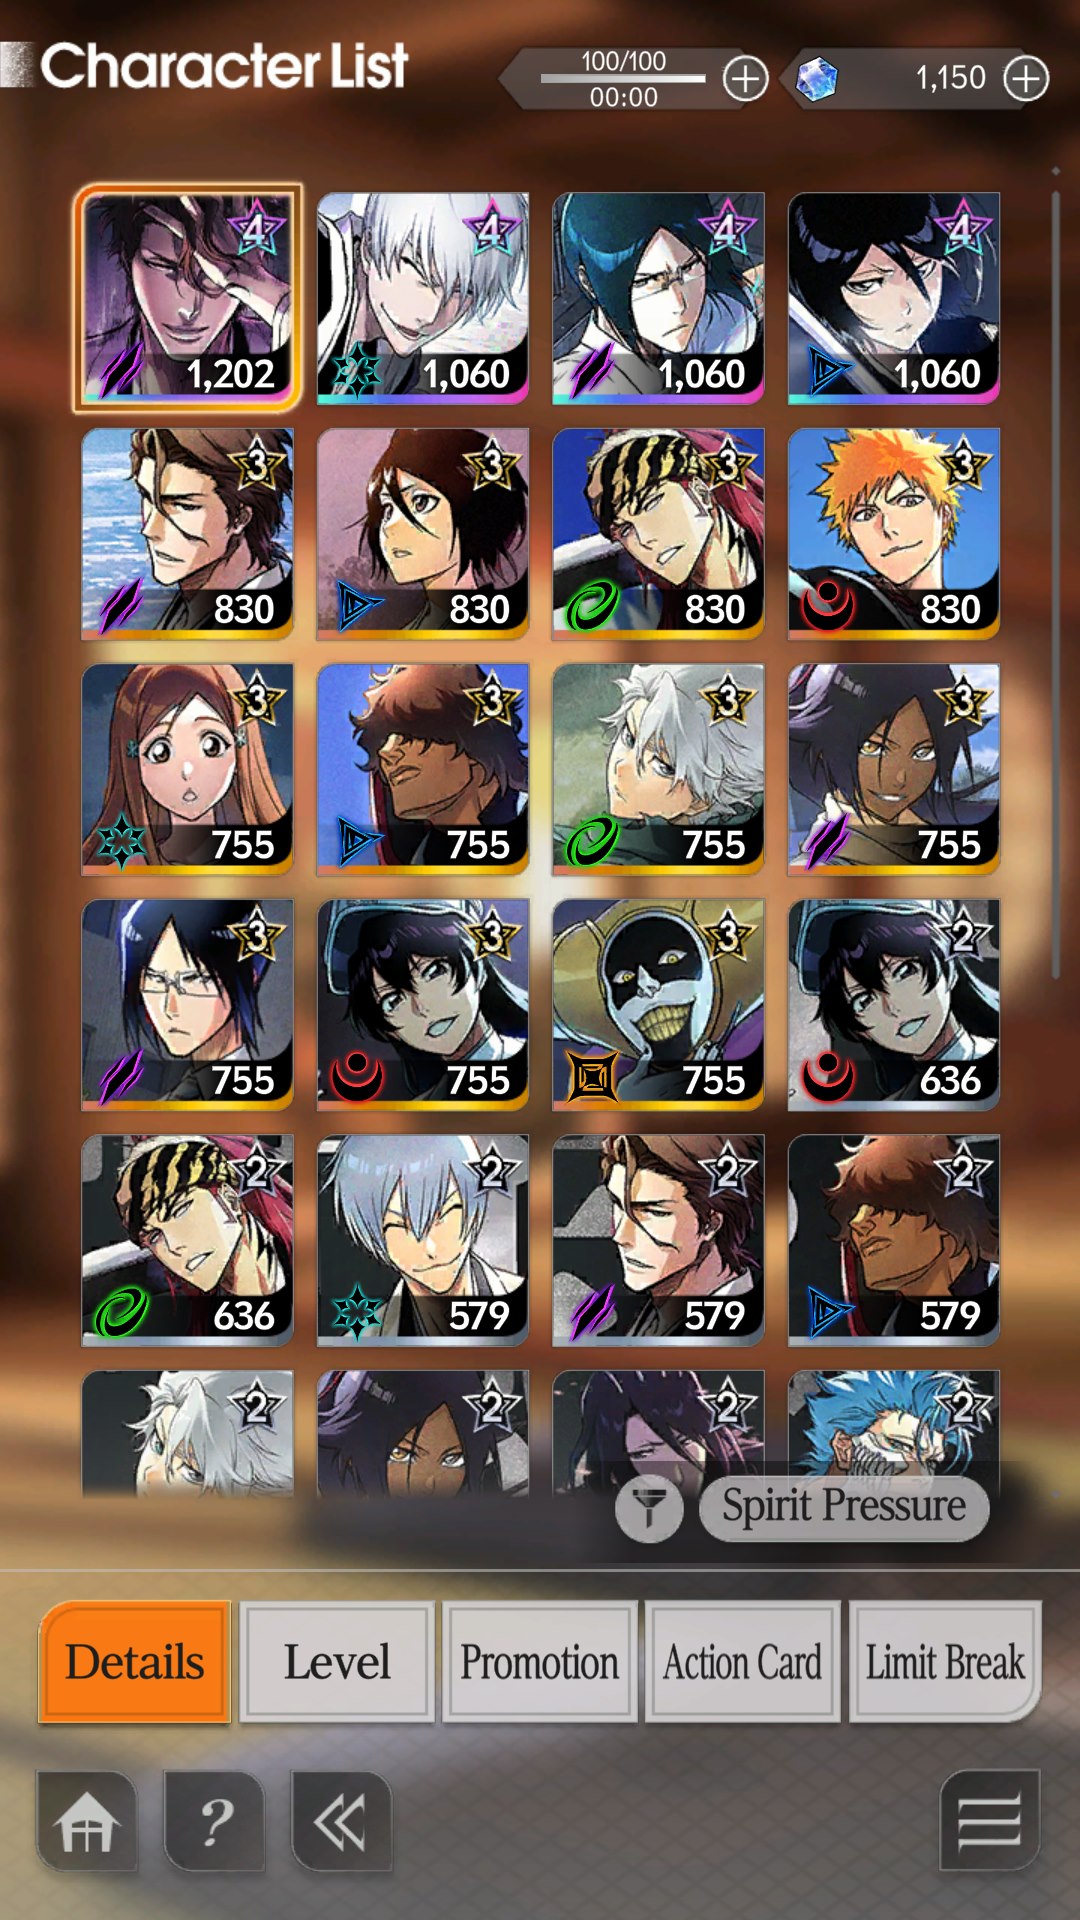 Character List
100/100
00:00
1,150
4 4 4 4
1,202 1,060 1,060 1,060
3 3 3 3
830 830 830 830
3 3 3 3
755 755 755 755
3 3 3 2
755 755 755 636
2 2 2 2
636 579 579 579
2 2 2 2
Spirit Pressure
Details Level Promotion Action Card Limit Break
?